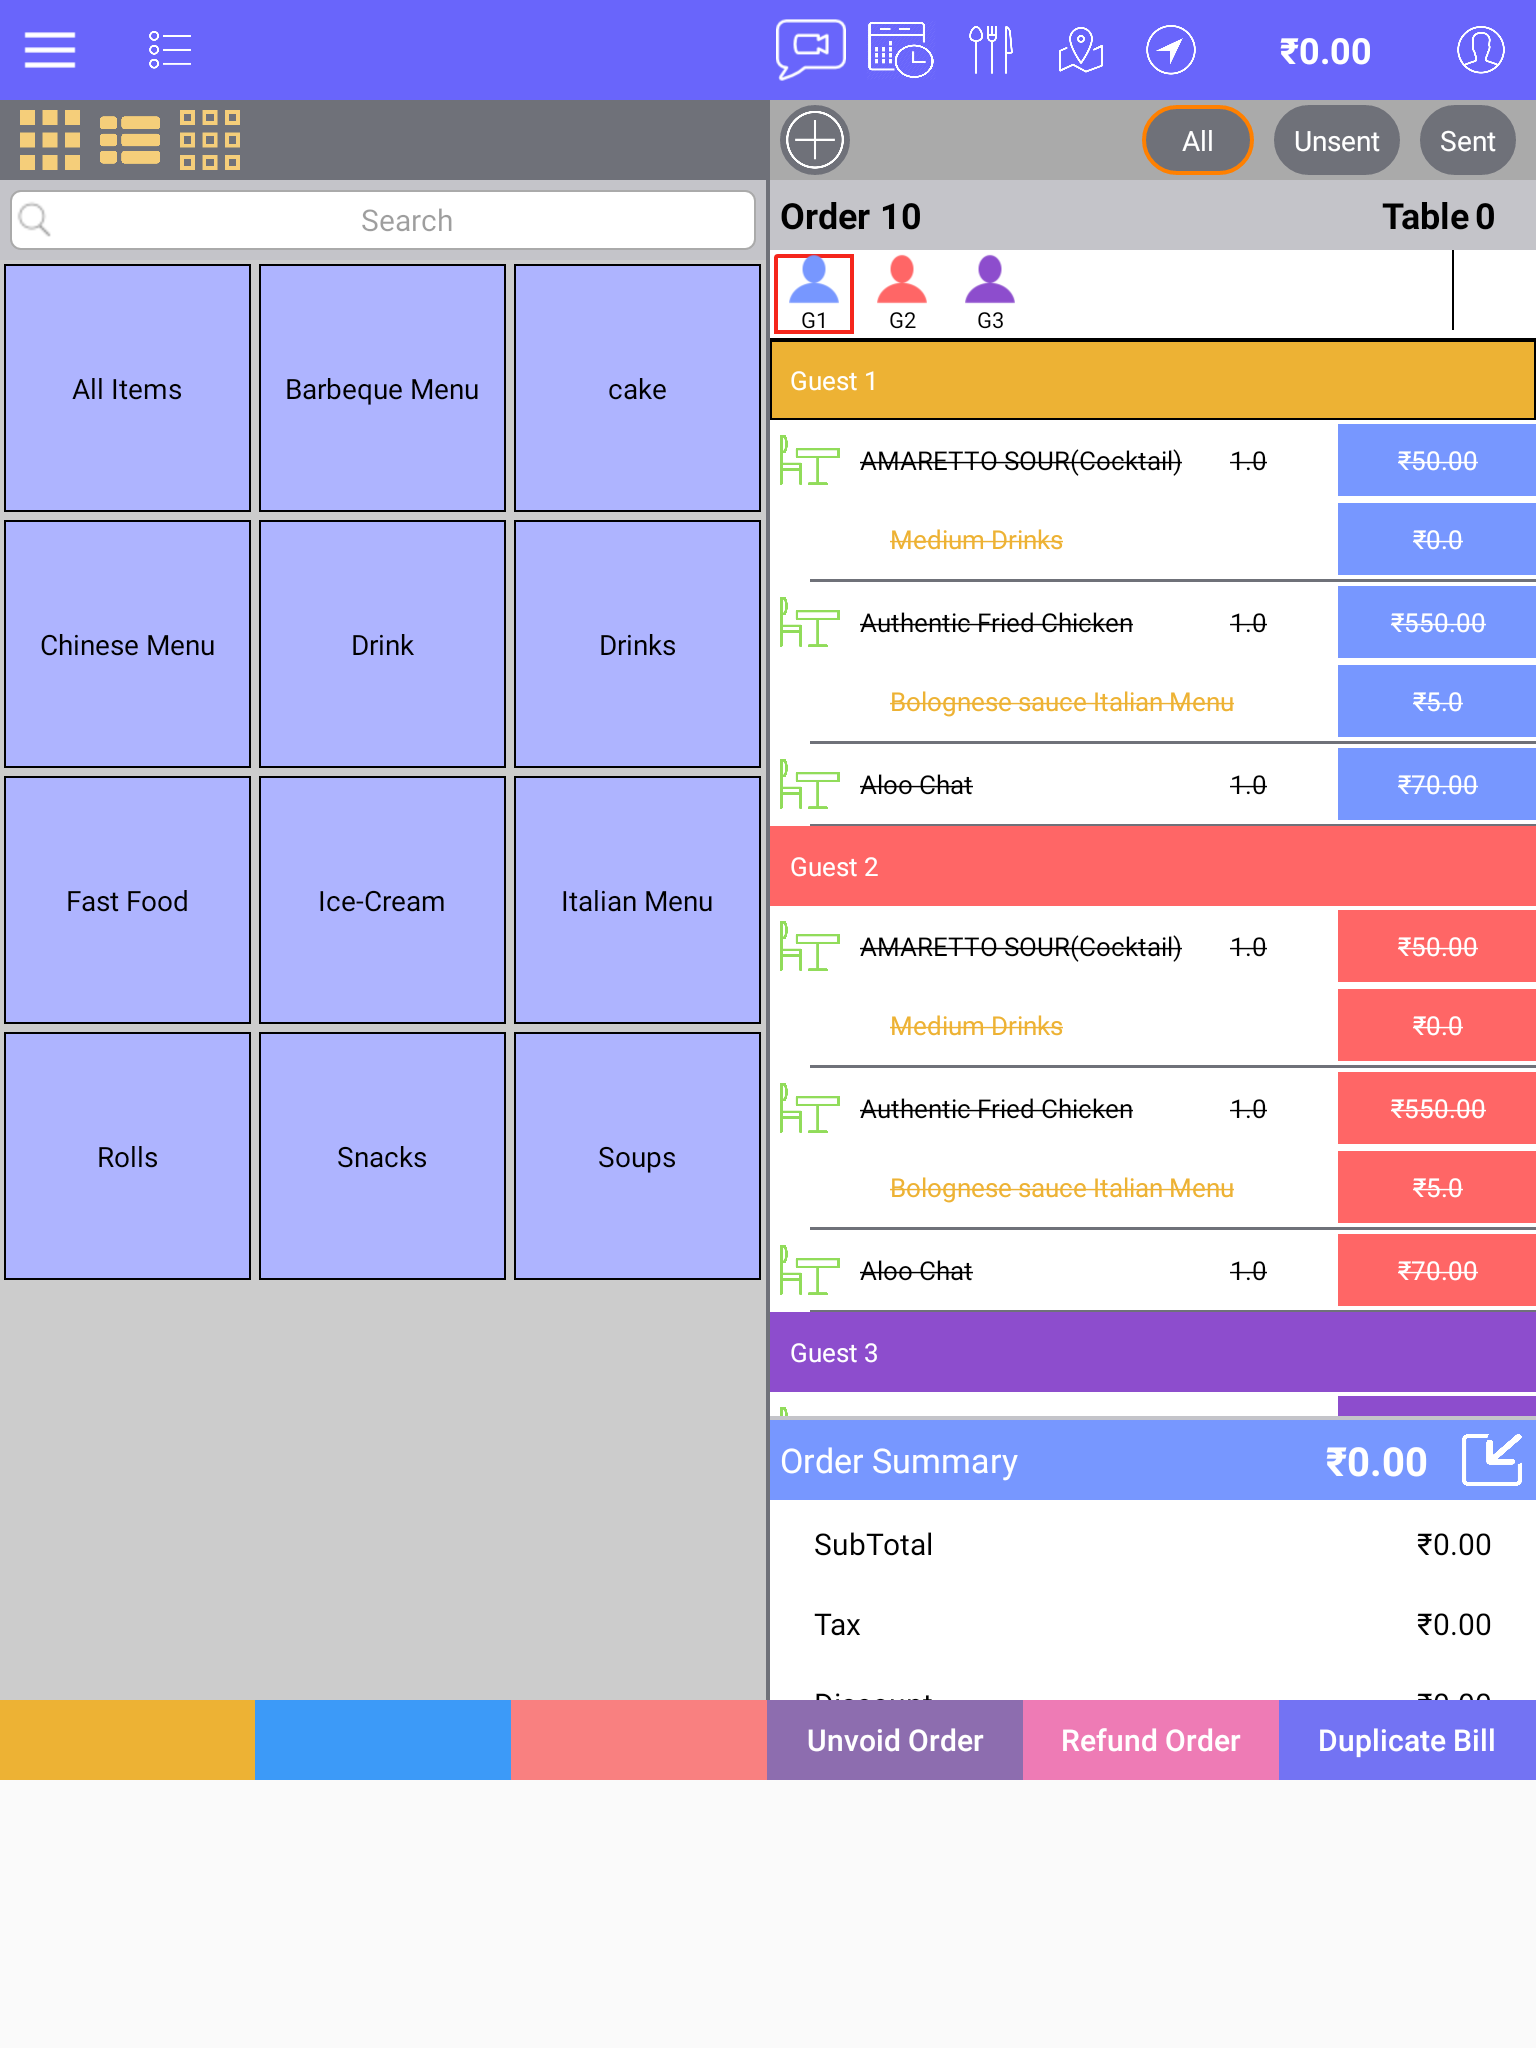 ₹0.00
All
Unsent
Sent
Search
Order 10
Table 0
G1
G2
G3
All Items
Barbeque Menu
cake
Chinese Menu
Drink
Drinks
Fast Food
Ice-Cream
Italian Menu
Rolls
Snacks
Soups
Guest 1
AMARETTO SOUR(Cocktail) 1.0 ₹50.00
Medium Drinks ₹0.0
Authentic Fried Chicken 1.0 ₹550.00
Bolognese sauce Italian Menu ₹5.0
Aloo Chat 1.0 ₹70.00
Guest 2
AMARETTO SOUR(Cocktail) 1.0 ₹50.00
Medium Drinks ₹0.0
Authentic Fried Chicken 1.0 ₹550.00
Bolognese sauce Italian Menu ₹5.0
Aloo Chat 1.0 ₹70.00
Guest 3
Order Summary ₹0.00
SubTotal ₹0.00
Tax ₹0.00
Discount ₹0.00
Unvoid Order
Refund Order
Duplicate Bill